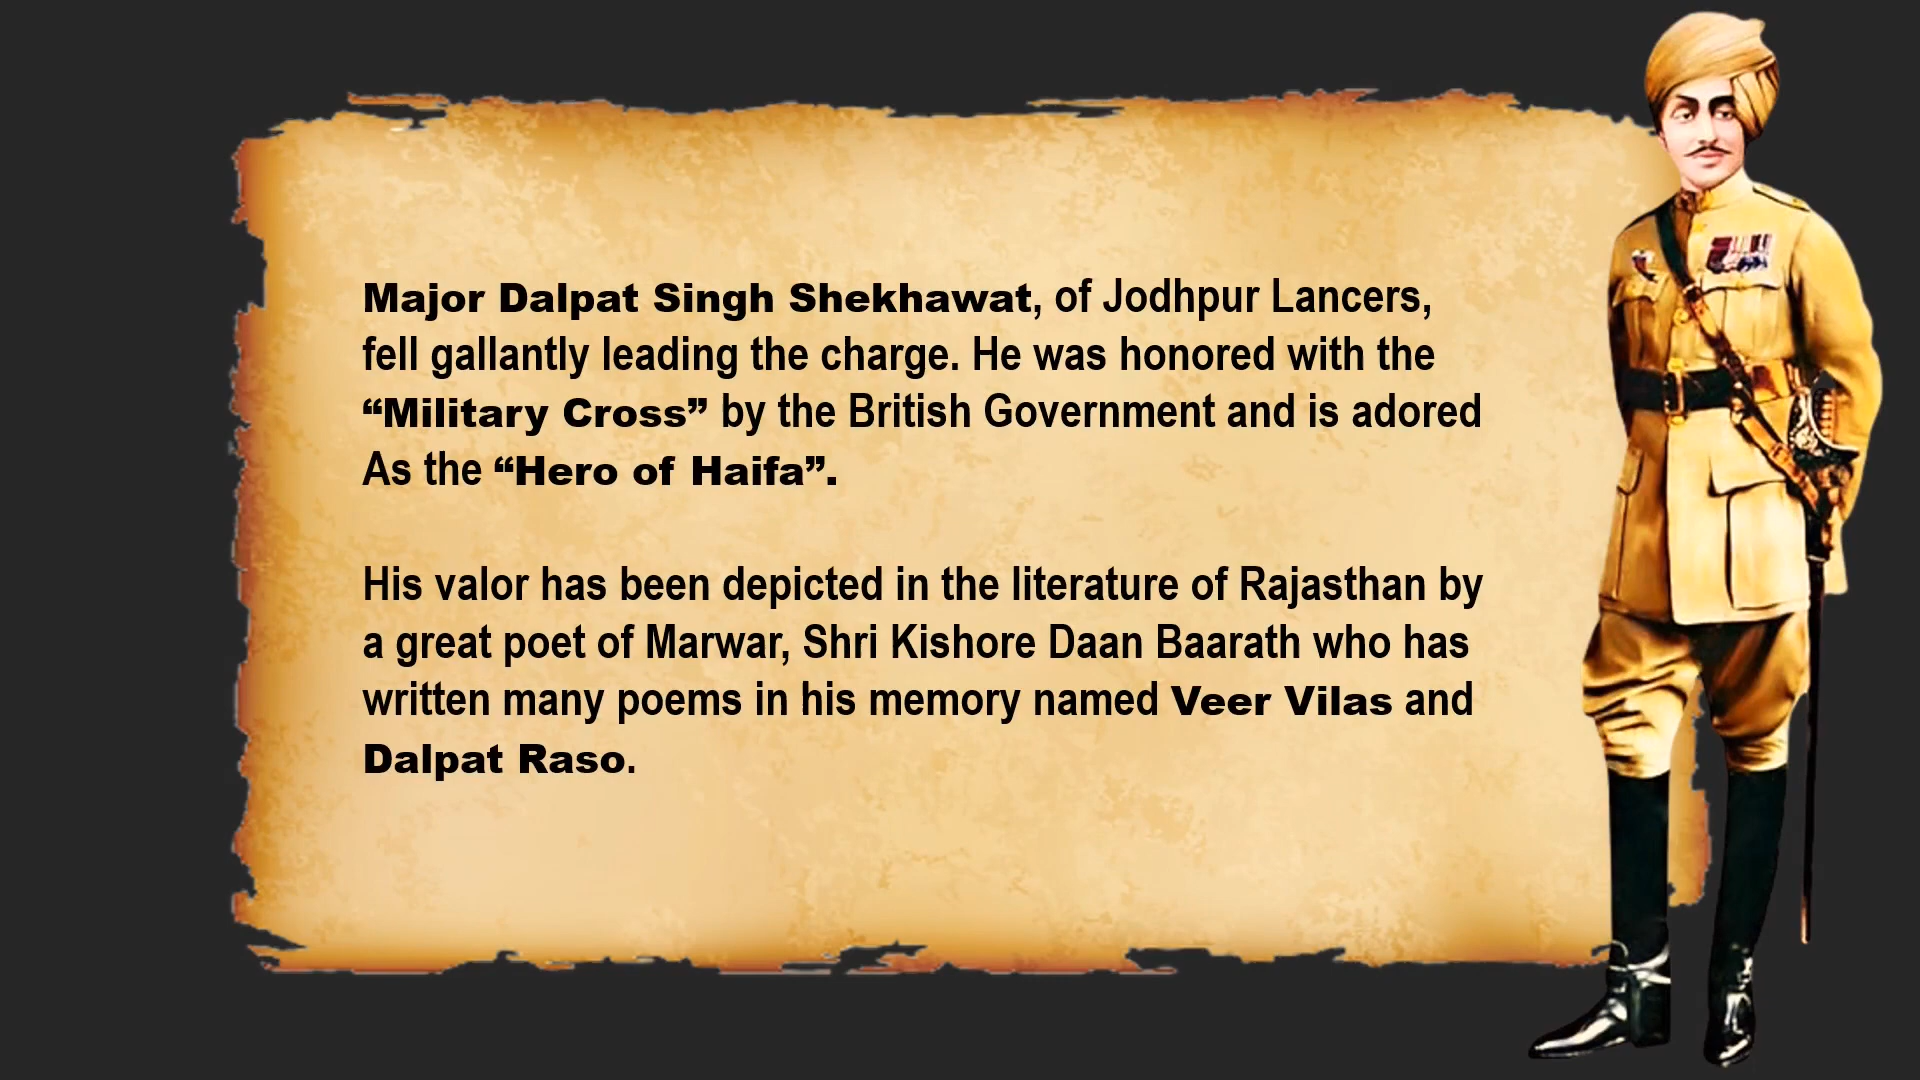 Major Dalpat Singh Shekhawat, of Jodhpur Lancers,
fell gallantly leading the charge. He was honored with the
“Military Cross” by the British Government and is adored
As the “Hero of Haifa”.
His valor has been depicted in the literature of Rajasthan by
a great poet of Marwar, Shri Kishore Daan Baarath who has
written many poems in his memory named Veer Vilas and
Dalpat Raso.